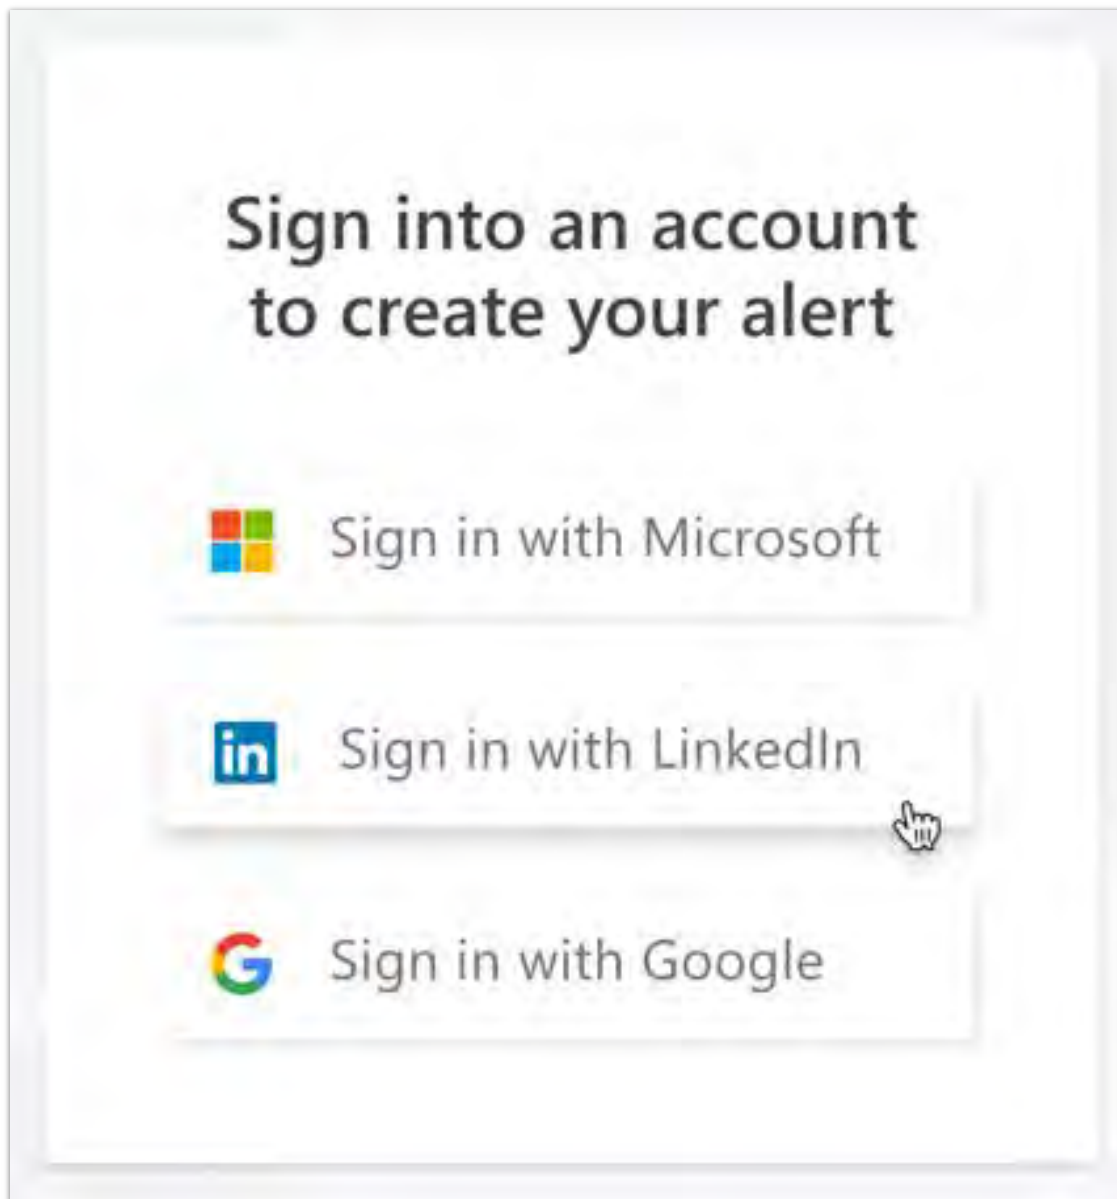 Sign into an account
to create your alert
Sign in with Microsoft
in
Sign in with LinkedIn
G
Sign in with Google